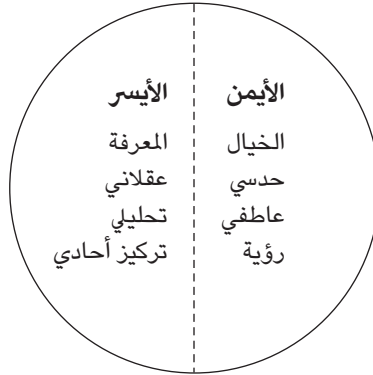 الأيمن
الخيال
حدسي
عاطفي
رؤية
الأيسر
المعرفة
عقلاني
تحليلي
تركيز أحادي